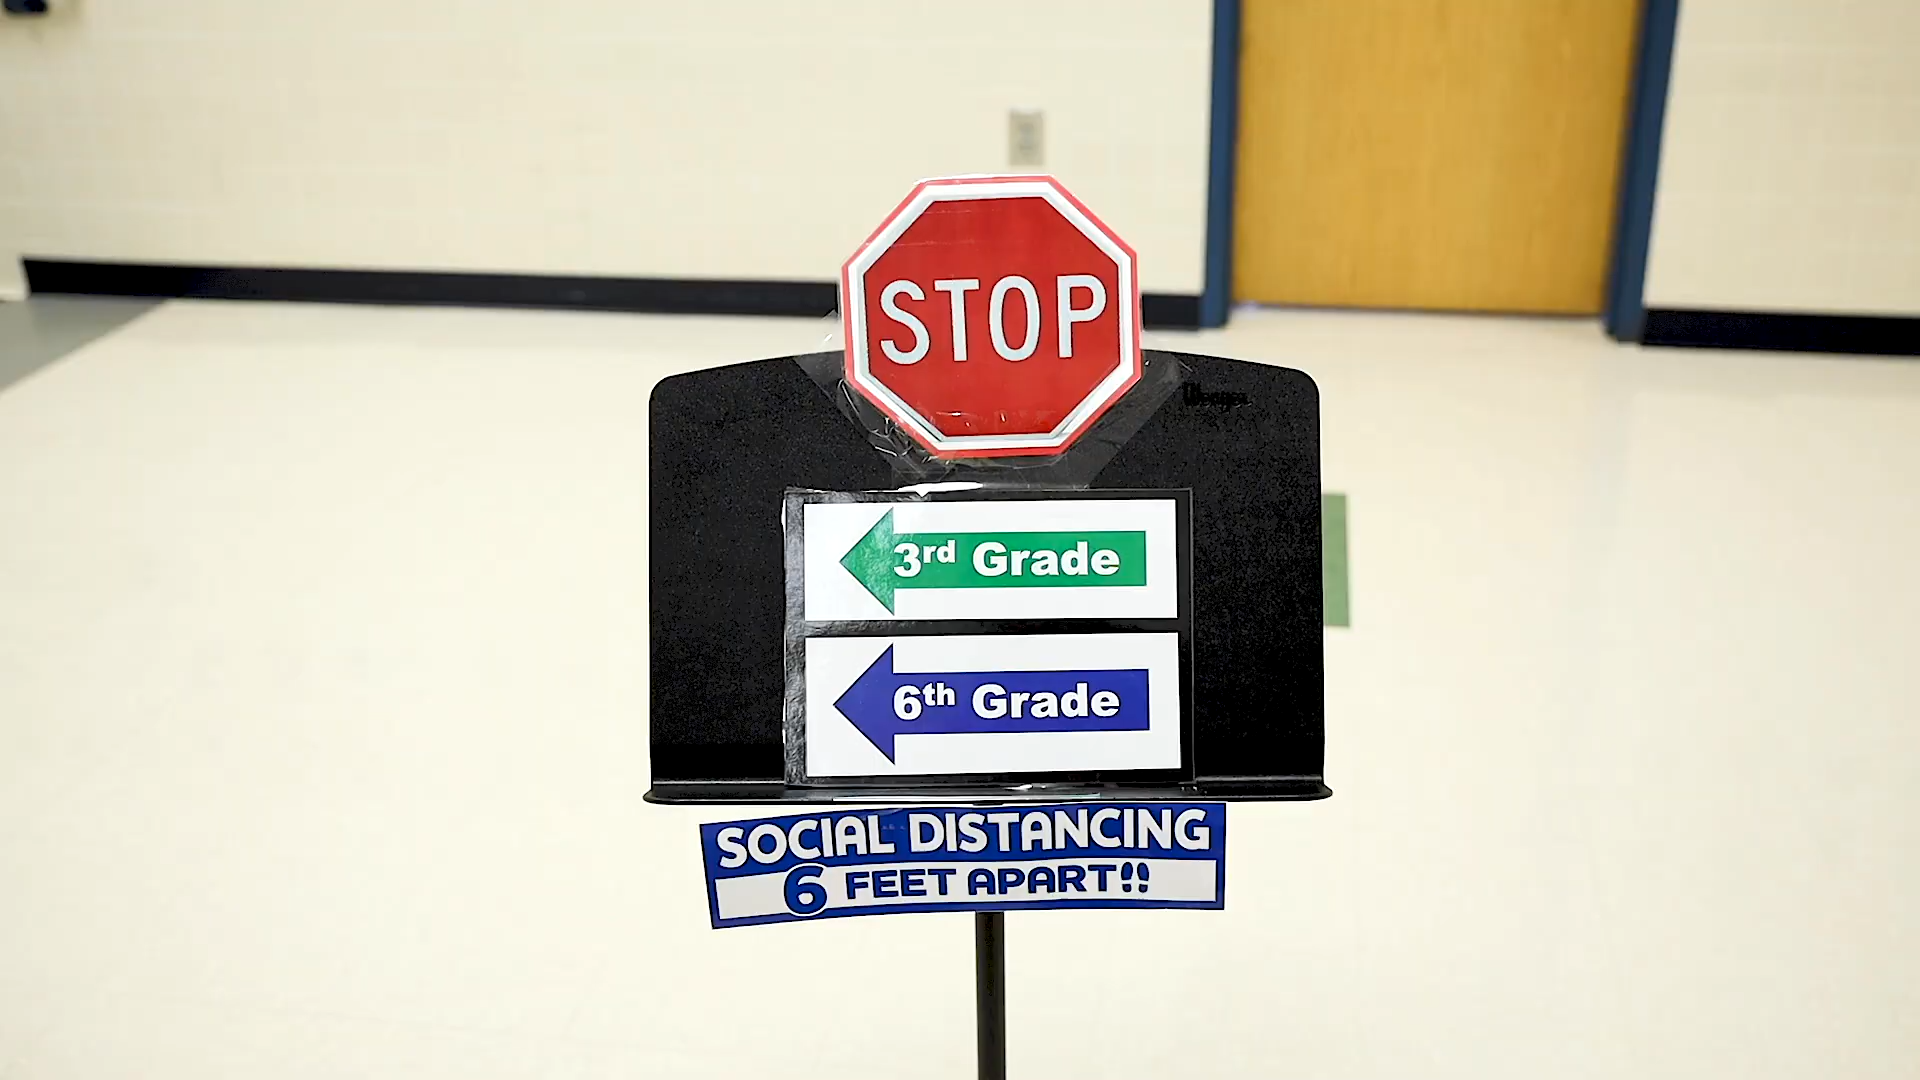 STOP
3rd Grade
6th Grade
SOCIAL DISTANCING
6 FEET APART!!